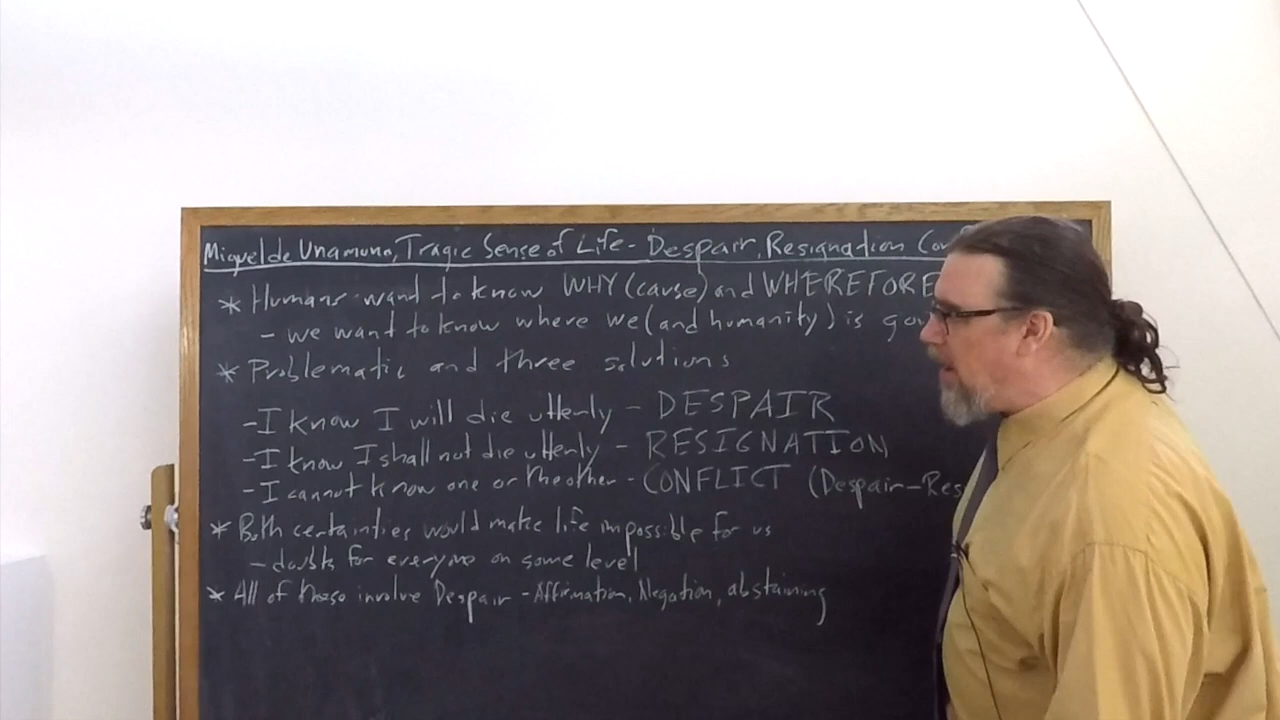 Miguel de Unamuno, Tragic Sense of Life - Despair, Resignation Con
* Humans want to know WHY (cause) and WHEREFORE
- we want to know where we (and humanity) is go
* Problematic and three solutions
- I know I will die utterly - DESPAIR
- I know I shall not die utterly - RESIGNATION
- I cannot know one or the other - CONFLICT (Despair-Res
* Both certainties would make life impossible for us
- doubts for everyone on some level
* All of these involve Despair - Affirmation, Negation, abstaining